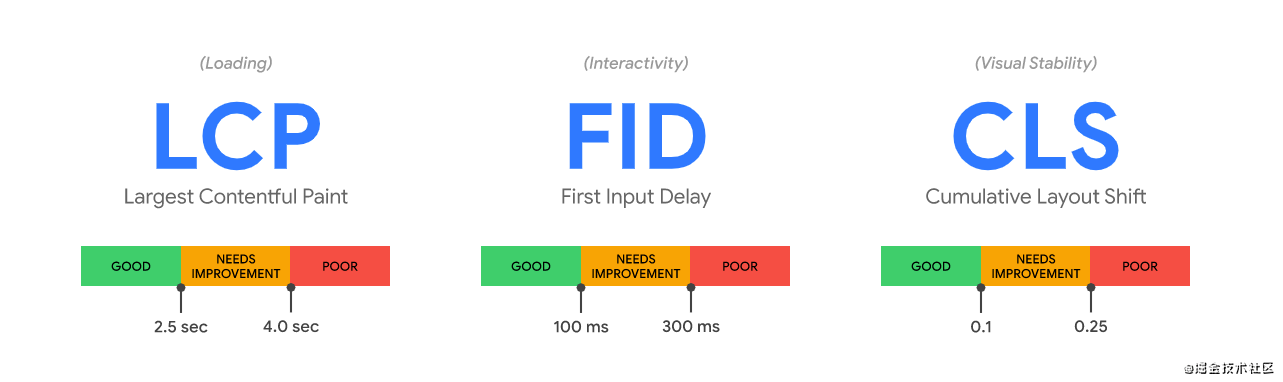 (Loading)
LCP
Largest Contentful Paint
GOOD
NEEDS
IMPROVEMENT
POOR
2.5 sec
4.0 sec
(Interactivity)
FID
First Input Delay
GOOD
NEEDS
IMPROVEMENT
POOR
100 ms
300 ms
(Visual Stability)
CLS
Cumulative Layout Shift
GOOD
NEEDS
IMPROVEMENT
POOR
0.1
0.25
@掘金技术社区